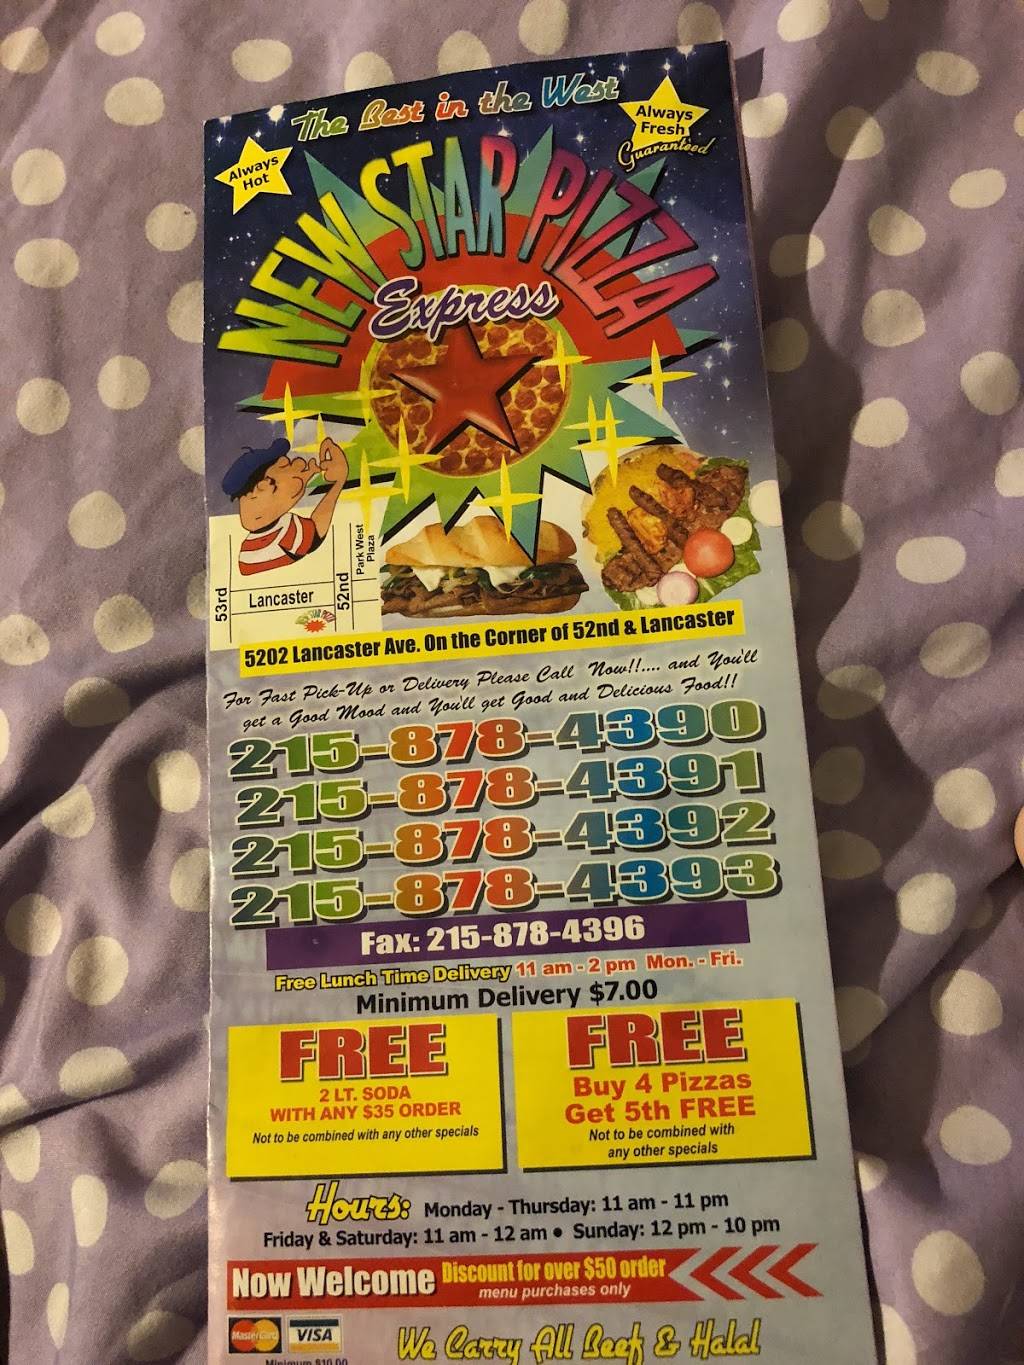 The Best in the West
Always
Hot
Always
Fresh
Guaranteed
NEW STAR PIZZA
Express
53rd
Lancaster
52nd
Park West
Plaza
NEW STAR PIZZA
5202 Lancaster Ave. On the Corner of 52nd & Lancaster
For Fast Pick-Up or Delivery Please Call Now!!.... and You'll
get a Good Mood and You'll get Good and Delicious Food!!
215-878-4390
215-878-4391
215-878-4392
215-878-4393
Fax: 215-878-4396
Free Lunch Time Delivery 11 am - 2 pm Mon. - Fri.
Minimum Delivery $7.00
FREE
2 LT. SODA
WITH ANY $35 ORDER
Not to be combined with any other specials
FREE
Buy 4 Pizzas
Get 5th FREE
Not to be combined with
any other specials
Hours: Monday - Thursday: 11 am - 11 pm
Friday & Saturday: 11 am - 12 am • Sunday: 12 pm - 10 pm
Now Welcome Discount for over $50 order
menu purchases only
MasterCard VISA
Minimum $10.00
We Carry All Beef & Halal